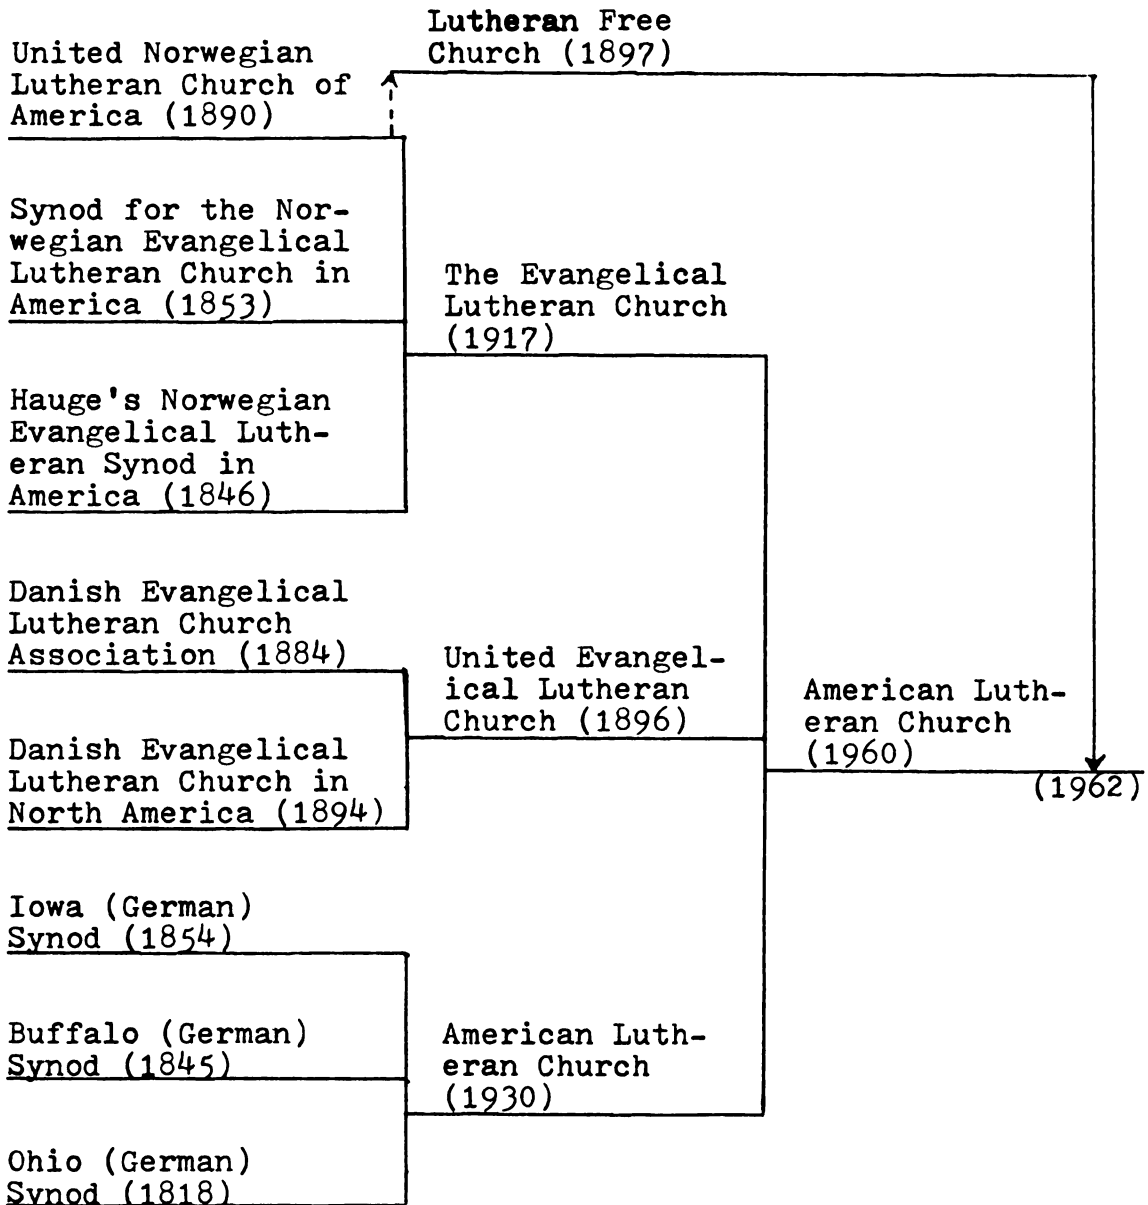 Lutheran Free
Church (1897)
United Norwegian
Lutheran Church of
America (1890)
Synod for the Nor-
wegian Evangelical
Lutheran Church in
America (1853)
The Evangelical
Lutheran Church
(1917)
Hauge's Norwegian
Evangelical Luth-
eran Synod in
America (1846)
Danish Evangelical
Lutheran Church
Association (1884)
United Evangel-
ical Lutheran
Church (1896)
American Luth-
eran Church
(1960)
(1962)
Danish Evangelical
Lutheran Church in
North America (1894)
Iowa (German)
Synod (1854)
Buffalo (German)
Synod (1845)
American Luth-
eran Church
(1930)
Ohio (German)
Synod (1818)